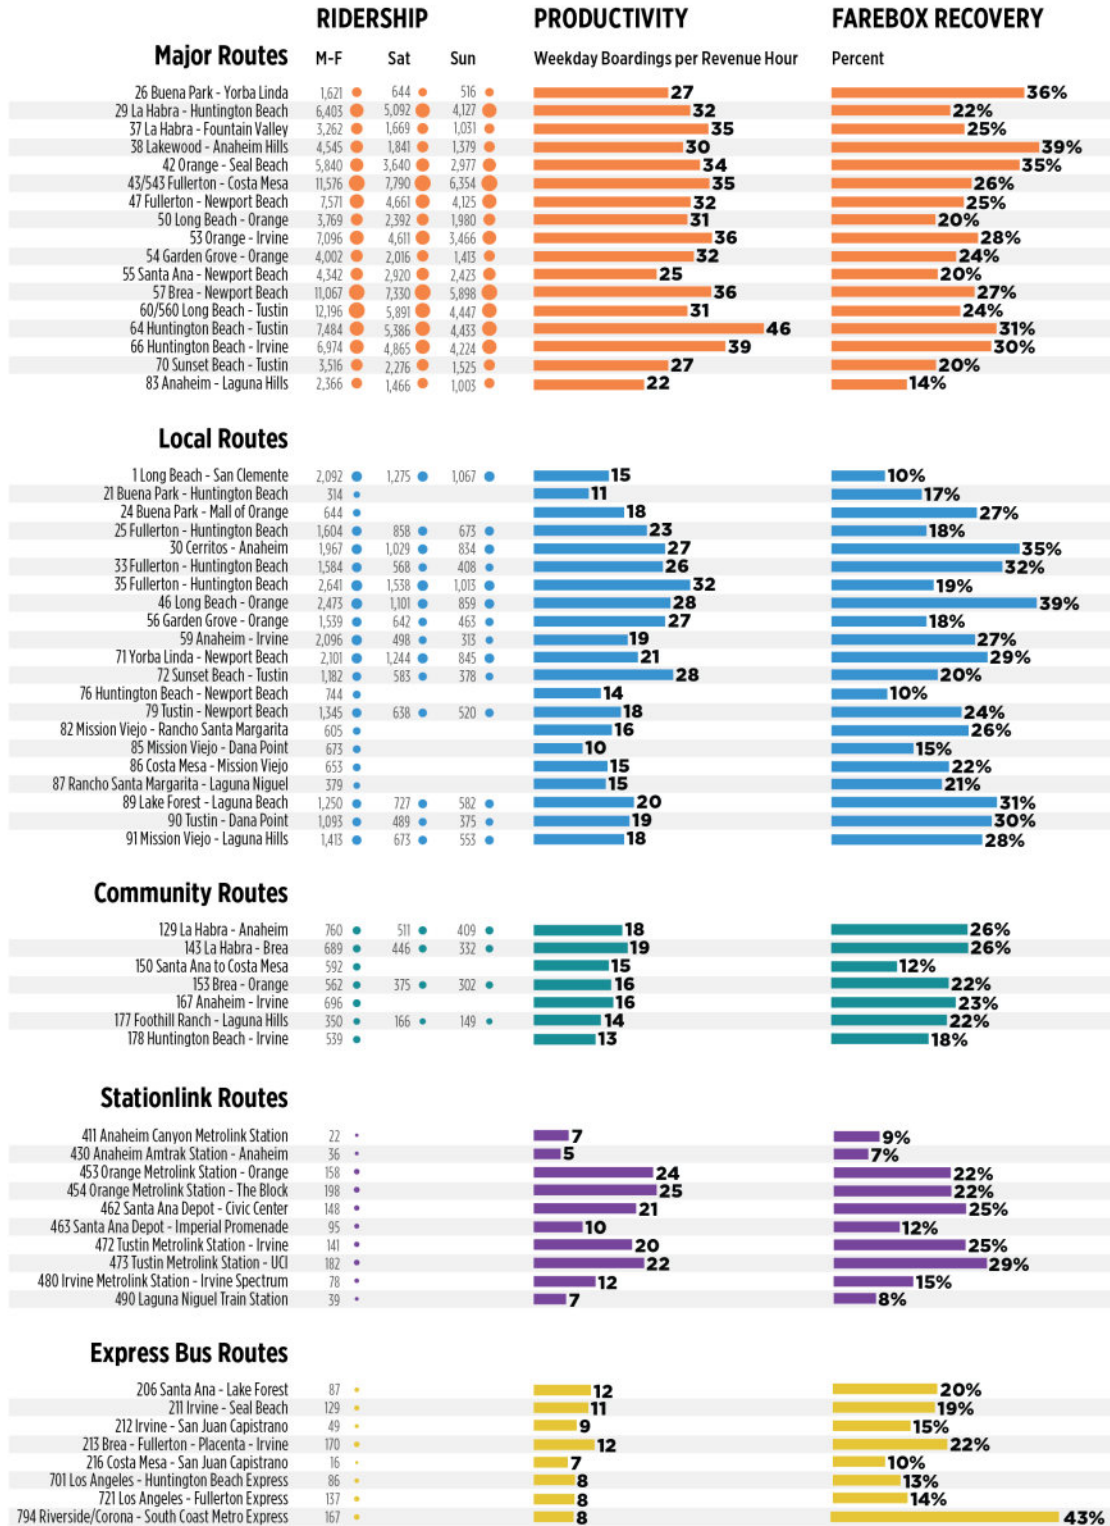 RIDERSHIP PRODUCTIVITY FAREBOX RECOVERY
Major Routes M-F Sat Sun Weekday Boardings per Revenue Hour Percent
26 Buena Park - Yorba Linda 1,621 644 516 27 36%
29 La Habra - Huntington Beach 6,403 5,092 4,127 32 22%
37 La Habra - Fountain Valley 3,262 1,669 1,031 35 25%
38 Lakewood - Anaheim Hills 4,545 1,841 1,379 30 39%
42 Orange - Seal Beach 5,840 3,640 2,977 34 35%
43/543 Fullerton - Costa Mesa 11,576 7,790 6,354 35 26%
47 Fullerton - Newport Beach 7,571 4,661 4,125 32 25%
50 Long Beach - Orange 3,769 2,392 1,980 31 20%
53 Orange - Irvine 7,096 4,611 3,466 36 28%
54 Garden Grove - Orange 4,002 2,016 1,413 32 24%
55 Santa Ana - Newport Beach 4,342 2,920 2,423 25 20%
57 Brea - Newport Beach 11,067 7,330 5,898 36 27%
60/560 Long Beach - Tustin 12,196 5,891 4,447 31 24%
64 Huntington Beach - Tustin 7,484 5,386 4,433 46 31%
66 Huntington Beach - Irvine 6,974 4,865 4,224 39 30%
70 Sunset Beach - Tustin 3,516 2,276 1,525 27 20%
83 Anaheim - Laguna Hills 2,366 1,466 1,003 22 14%
Local Routes
1 Long Beach - San Clemente 2,092 1,275 1,067 15 10%
21 Buena Park - Huntington Beach 314 11 17%
24 Buena Park - Mall of Orange 644 18 27%
25 Fullerton - Huntington Beach 1,604 858 673 23 18%
30 Cerritos - Anaheim 1,967 1,029 834 27 35%
33 Fullerton - Huntington Beach 1,584 568 408 26 32%
35 Fullerton - Huntington Beach 2,641 1,538 1,013 32 19%
46 Long Beach - Orange 2,473 1,101 859 28 39%
56 Garden Grove - Orange 1,539 642 463 27 18%
59 Anaheim - Irvine 2,096 498 313 19 27%
71 Yorba Linda - Newport Beach 2,101 1,244 845 21 29%
72 Sunset Beach - Tustin 1,182 583 378 28 20%
76 Huntington Beach - Newport Beach 744 14 10%
79 Tustin - Newport Beach 1,345 638 520 18 24%
82 Mission Viejo - Rancho Santa Margarita 605 16 26%
85 Mission Viejo - Dana Point 673 10 15%
86 Costa Mesa - Mission Viejo 653 15 22%
87 Rancho Santa Margarita - Laguna Niguel 379 15 21%
89 Lake Forest - Laguna Beach 1,250 727 582 20 31%
90 Tustin - Dana Point 1,093 489 375 19 30%
91 Mission Viejo - Laguna Hills 1,413 673 553 18 28%
Community Routes
129 La Habra - Anaheim 760 511 409 18 26%
143 La Habra - Brea 689 446 332 19 26%
150 Santa Ana to Costa Mesa 592 15 12%
153 Brea - Orange 562 375 302 16 22%
167 Anaheim - Irvine 696 16 23%
177 Foothill Ranch - Laguna Hills 350 166 149 14 22%
178 Huntington Beach - Irvine 539 13 18%
Stationlink Routes
411 Anaheim Canyon Metrolink Station 22 7 9%
430 Anaheim Amtrak Station - Anaheim 36 5 7%
453 Orange Metrolink Station - Orange 158 24 22%
454 Orange Metrolink Station - The Block 198 25 22%
462 Santa Ana Depot - Civic Center 148 21 25%
463 Santa Ana Depot - Imperial Promenade 95 10 12%
472 Tustin Metrolink Station - Irvine 141 20 25%
473 Tustin Metrolink Station - UCI 182 22 29%
480 Irvine Metrolink Station - Irvine Spectrum 78 12 15%
490 Laguna Niguel Train Station 39 7 8%
Express Bus Routes
206 Santa Ana - Lake Forest 87 12 20%
211 Irvine - Seal Beach 129 11 19%
212 Irvine - San Juan Capistrano 49 9 15%
213 Brea - Fullerton - Placenta - Irvine 170 12 22%
216 Costa Mesa - San Juan Capistrano 16 7 10%
701 Los Angeles - Huntington Beach Express 86 8 13%
721 Los Angeles - Fullerton Express 137 8 14%
794 Riverside/Corona - South Coast Metro Express 167 8 43%